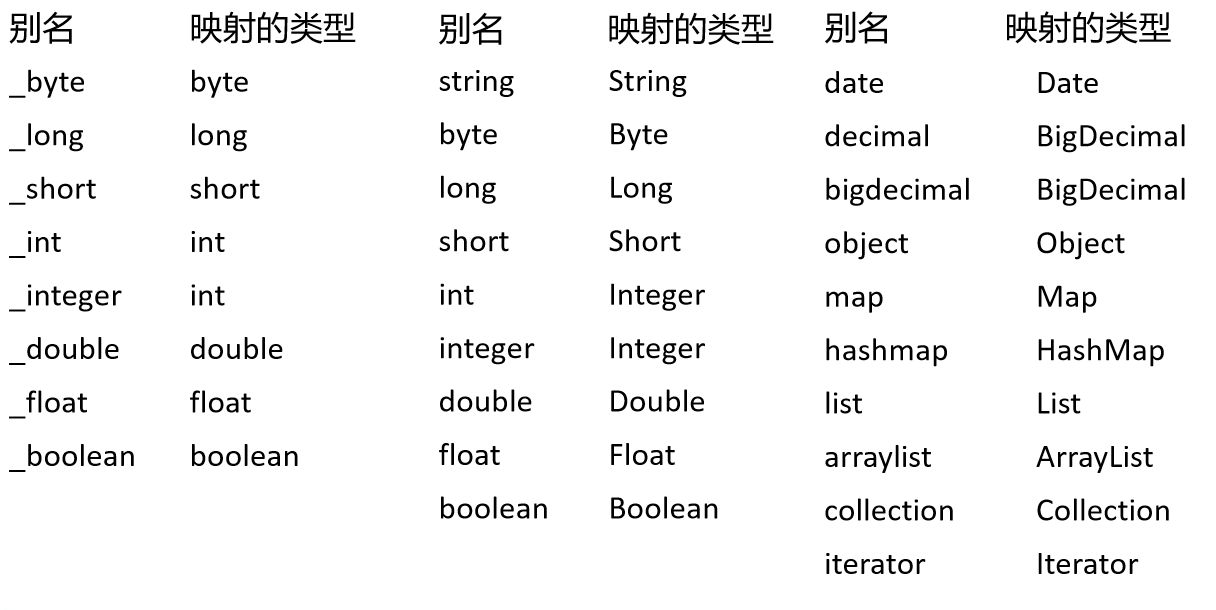 别名 映射的类型 别名 映射的类型 别名 映射的类型
_byte byte string String date Date
_long long byte Byte decimal BigDecimal
_short short long Long bigdecimal BigDecimal
_int int short Short object Object
_integer int int Integer map Map
_double double integer Integer hashmap HashMap
_float float double Double list List
_boolean boolean float Float arraylist ArrayList
boolean Boolean collection Collection
iterator Iterator